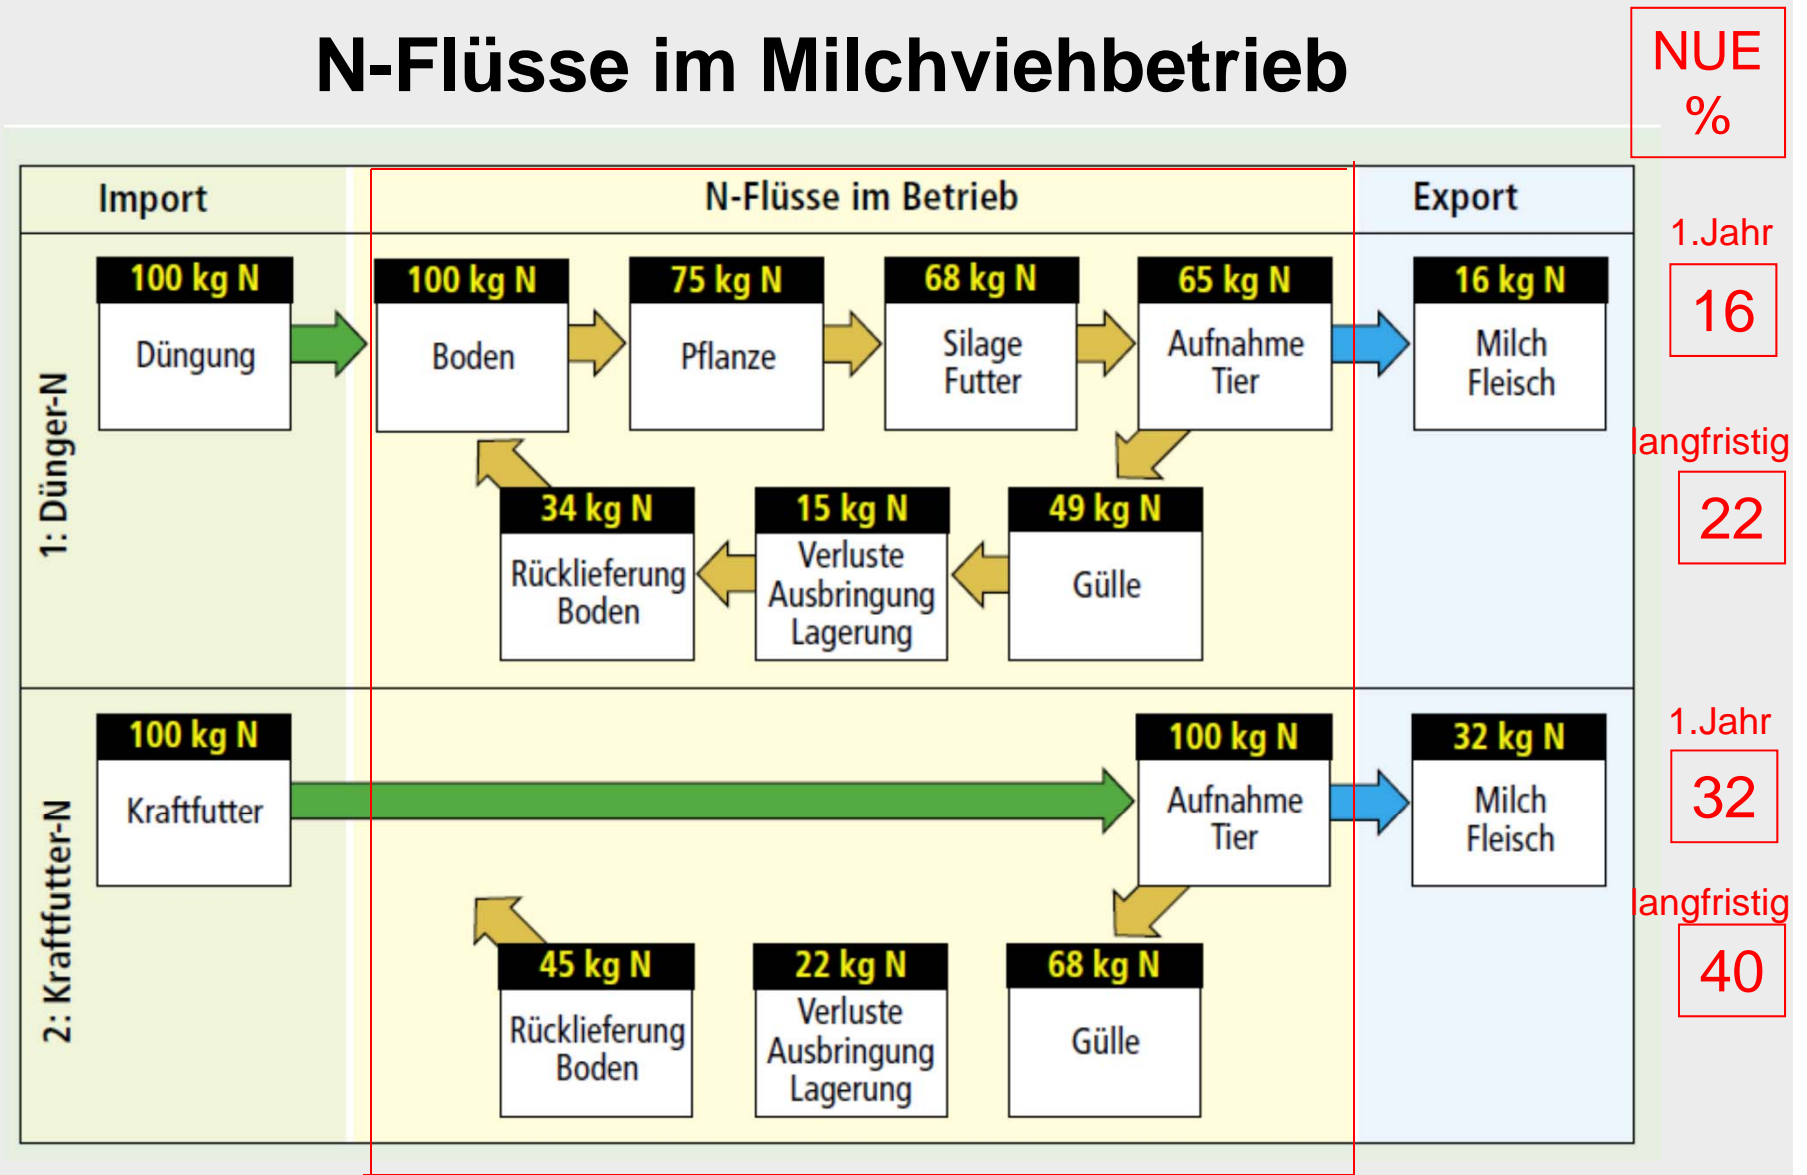 N-Flüsse im Milchviehbetrieb
NUE
%
Import
N-Flüsse im Betrieb
Export
1: Dünger-N
100 kg N
Düngung
100 kg N
Boden
75 kg N
Pflanze
68 kg N
Silage
Futter
65 kg N
Aufnahme
Tier
16 kg N
Milch
Fleisch
1.Jahr
16
34 kg N
Rücklieferung
Boden
15 kg N
Verluste
Ausbringung
Lagerung
49 kg N
Gülle
langfristig
22
2: Kraftfutter-N
100 kg N
Kraftfutter
100 kg N
Aufnahme
Tier
32 kg N
Milch
Fleisch
1.Jahr
32
45 kg N
Rücklieferung
Boden
22 kg N
Verluste
Ausbringung
Lagerung
68 kg N
Gülle
langfristig
40